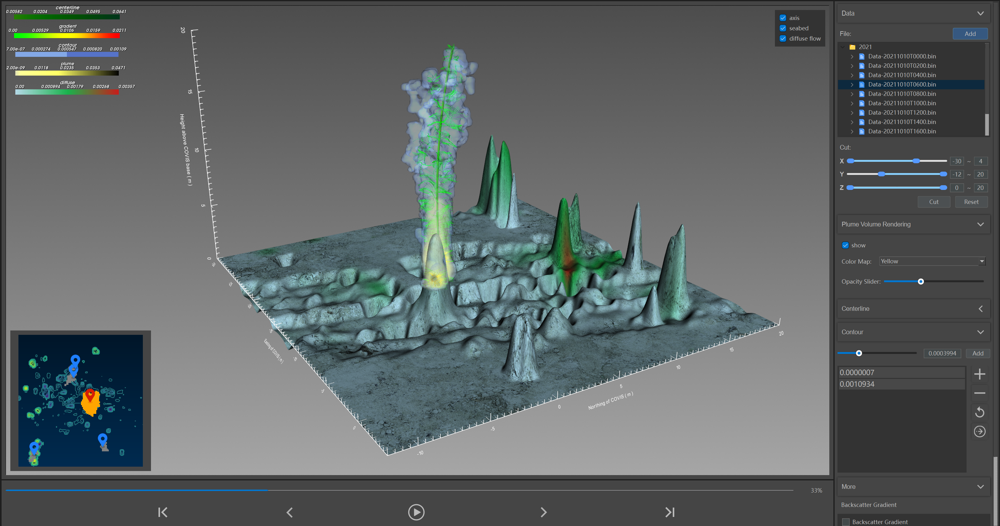 centerline
0.00582 0.0204 0.0349 0.0495 0.0641
gradient
0.00 0.00529 0.0106 0.0159 0.0211
contour
7.00e-07 0.000274 0.000547 0.000820 0.00109
plume
2.00e-09 0.0118 0.0235 0.0353 0.0471
diffuse
0.00 0.000894 0.00179 0.00268 0.00357
axis
seabed
diffuse flow
20
15
10
5
0
Height above COVIS base ( m )
-30
-25
-20
-15
-10
-5
0
Easting of COVIS ( m )
-10
-5
0
5
10
15
20
Northing of COVIS ( m )
33%
Data
File:
Add
2021
Data-20211010T0000.bin
Data-20211010T0200.bin
Data-20211010T0400.bin
Data-20211010T0600.bin
Data-20211010T0800.bin
Data-20211010T1000.bin
Data-20211010T1200.bin
Data-20211010T1400.bin
Data-20211010T1600.bin
Cut:
X -30 ~ 4
Y -12 ~ 20
Z 0 ~ 20
Cut Reset
Plume Volume Rendering
show
Color Map: Yellow
Opacity Slider:
Centerline
Contour
0.0003994 Add
0.0000007
0.0010934
More
Backscatter Gradient
Backscatter Gradient